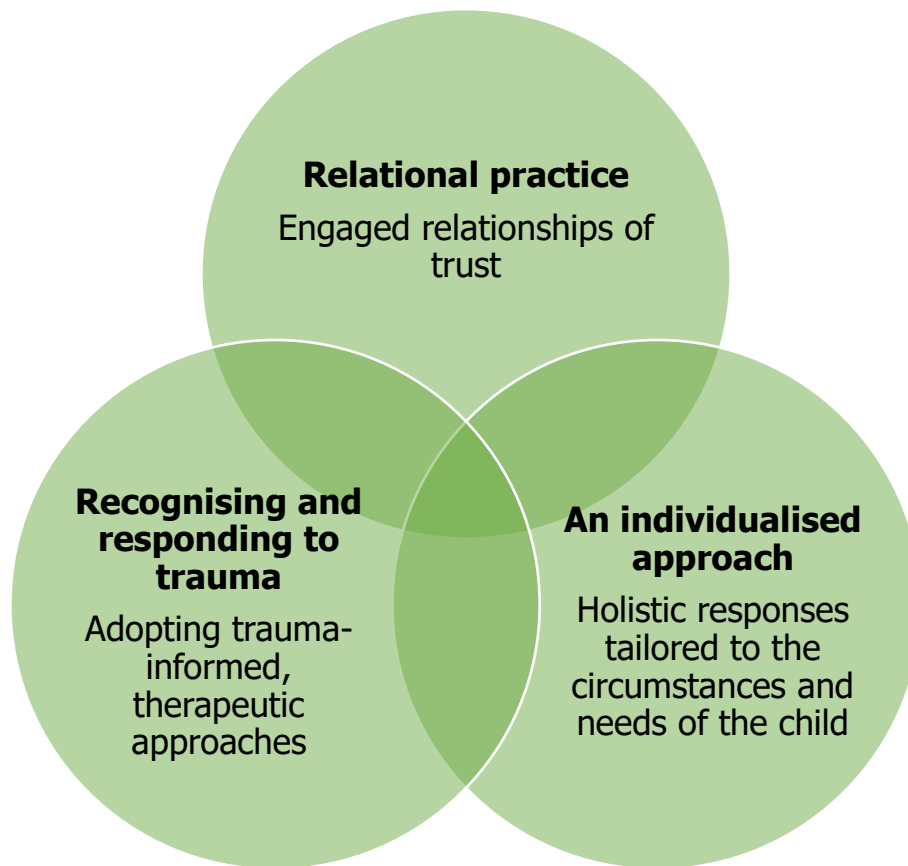 Relational practice
Engaged relationships of
trust
Recognising and
responding to
trauma
Adopting trauma-
informed,
therapeutic
approaches
An individualised
approach
Holistic responses
tailored to the
circumstances and
needs of the child